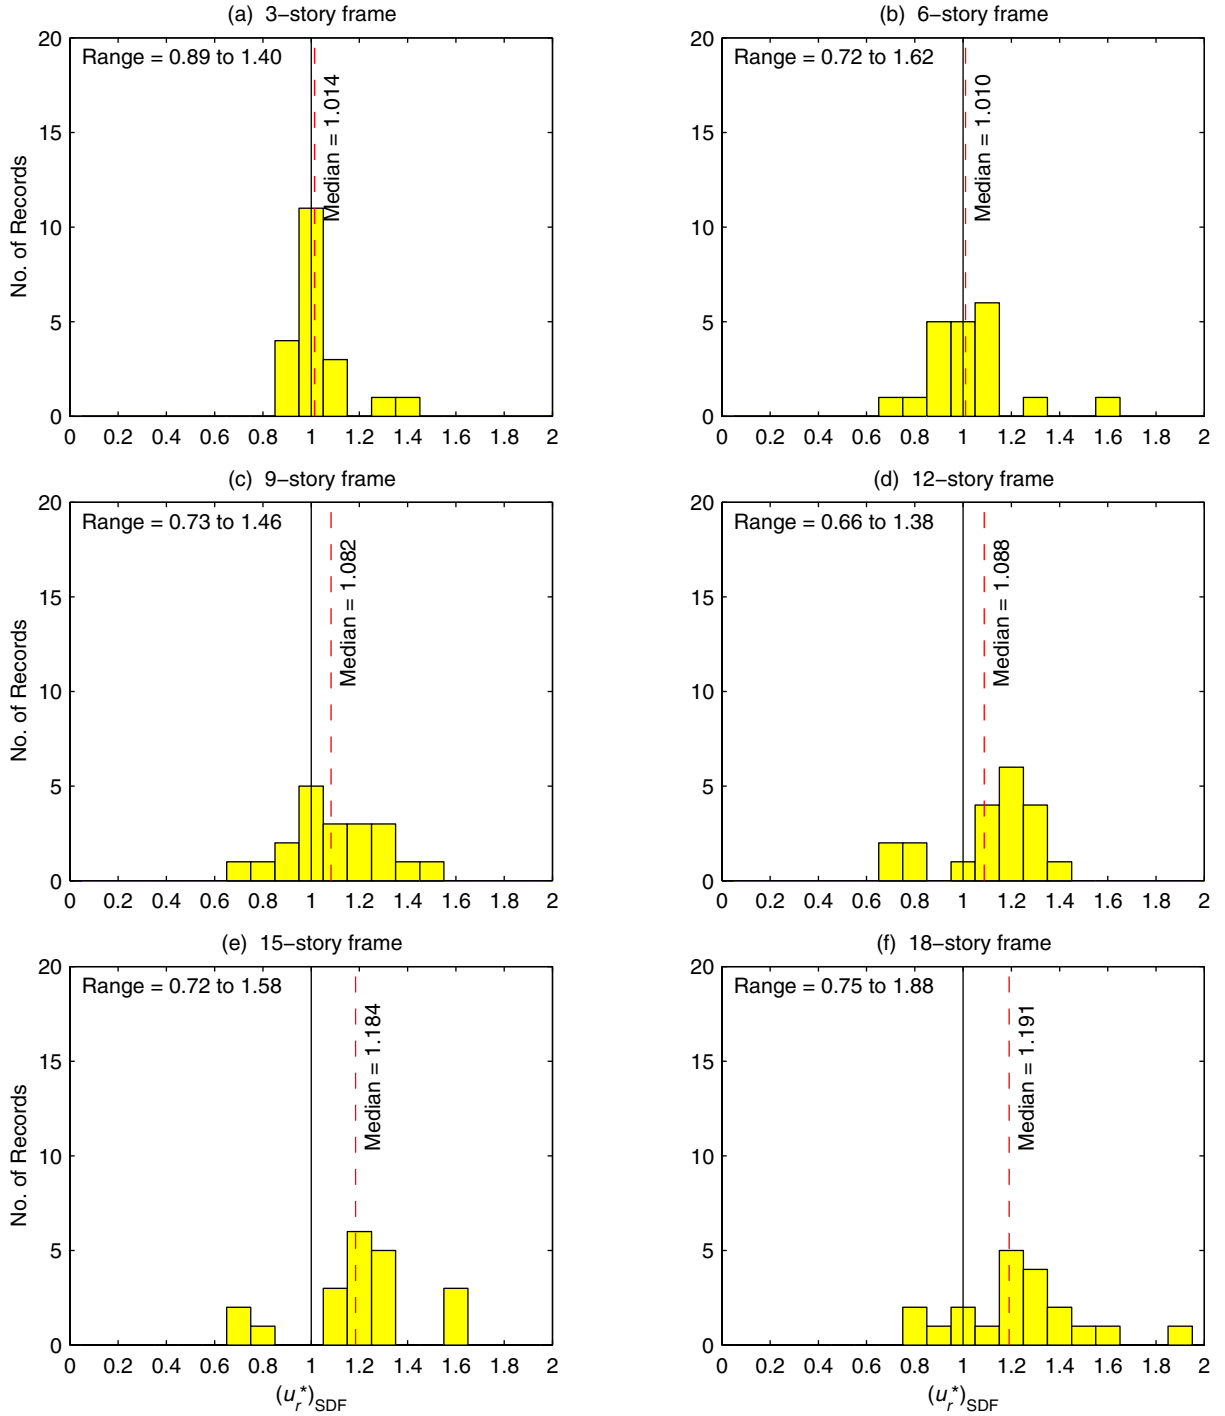 (a) 3−story frame
Range = 0.89 to 1.40
Median = 1.014
No. of Records
20
15
10
5
0
0 0.2 0.4 0.6 0.8 1 1.2 1.4 1.6 1.8 2
(b) 6−story frame
Range = 0.72 to 1.62
Median = 1.010
20
15
10
5
0
0 0.2 0.4 0.6 0.8 1 1.2 1.4 1.6 1.8 2
(c) 9−story frame
Range = 0.73 to 1.46
Median = 1.082
No. of Records
20
15
10
5
0
0 0.2 0.4 0.6 0.8 1 1.2 1.4 1.6 1.8 2
(d) 12−story frame
Range = 0.66 to 1.38
Median = 1.088
20
15
10
5
0
0 0.2 0.4 0.6 0.8 1 1.2 1.4 1.6 1.8 2
(e) 15−story frame
Range = 0.72 to 1.58
Median = 1.184
No. of Records
20
15
10
5
0
0 0.2 0.4 0.6 0.8 1 1.2 1.4 1.6 1.8 2
(u_r^*)_SDF
(f) 18−story frame
Range = 0.75 to 1.88
Median = 1.191
20
15
10
5
0
0 0.2 0.4 0.6 0.8 1 1.2 1.4 1.6 1.8 2
(u_r^*)_SDF